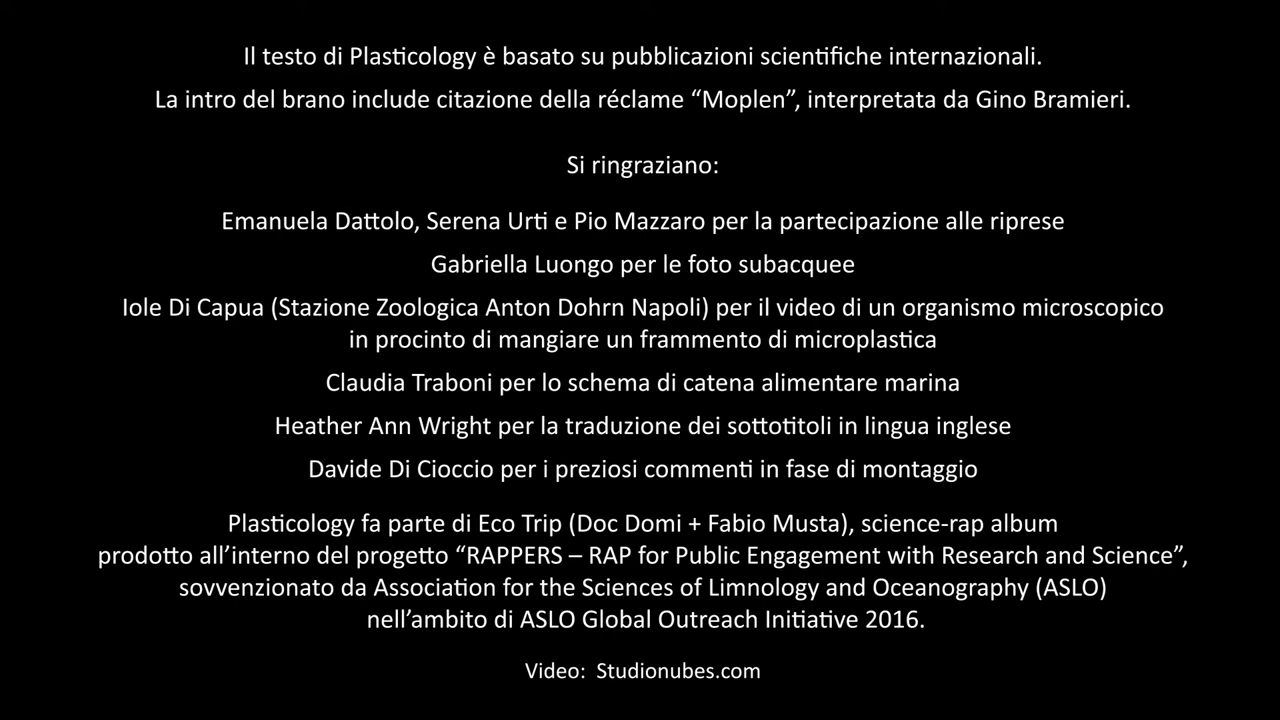 Il testo di Plasticology è basato su pubblicazioni scientifiche internazionali.
La intro del brano include citazione della réclame “Moplen”, interpretata da Gino Bramieri.
Si ringraziano:
Emanuela Dattolo, Serena Urti e Pio Mazzaro per la partecipazione alle riprese
Gabriella Luongo per le foto subacquee
Iole Di Capua (Stazione Zoologica Anton Dohrn Napoli) per il video di un organismo microscopico
in procinto di mangiare un frammento di microplastica
Claudia Traboni per lo schema di catena alimentare marina
Heather Ann Wright per la traduzione dei sottotitoli in lingua inglese
Davide Di Cioccio per i preziosi commenti in fase di montaggio
Plasticology fa parte di Eco Trip (Doc Domi + Fabio Musta), science-rap album
prodotto all’interno del progetto “RAPPERS – RAP for Public Engagement with Research and Science”,
sovvenzionato da Association for the Sciences of Limnology and Oceanography (ASLO)
nell’ambito di ASLO Global Outreach Initiative 2016.
Video:  Studionubes.com